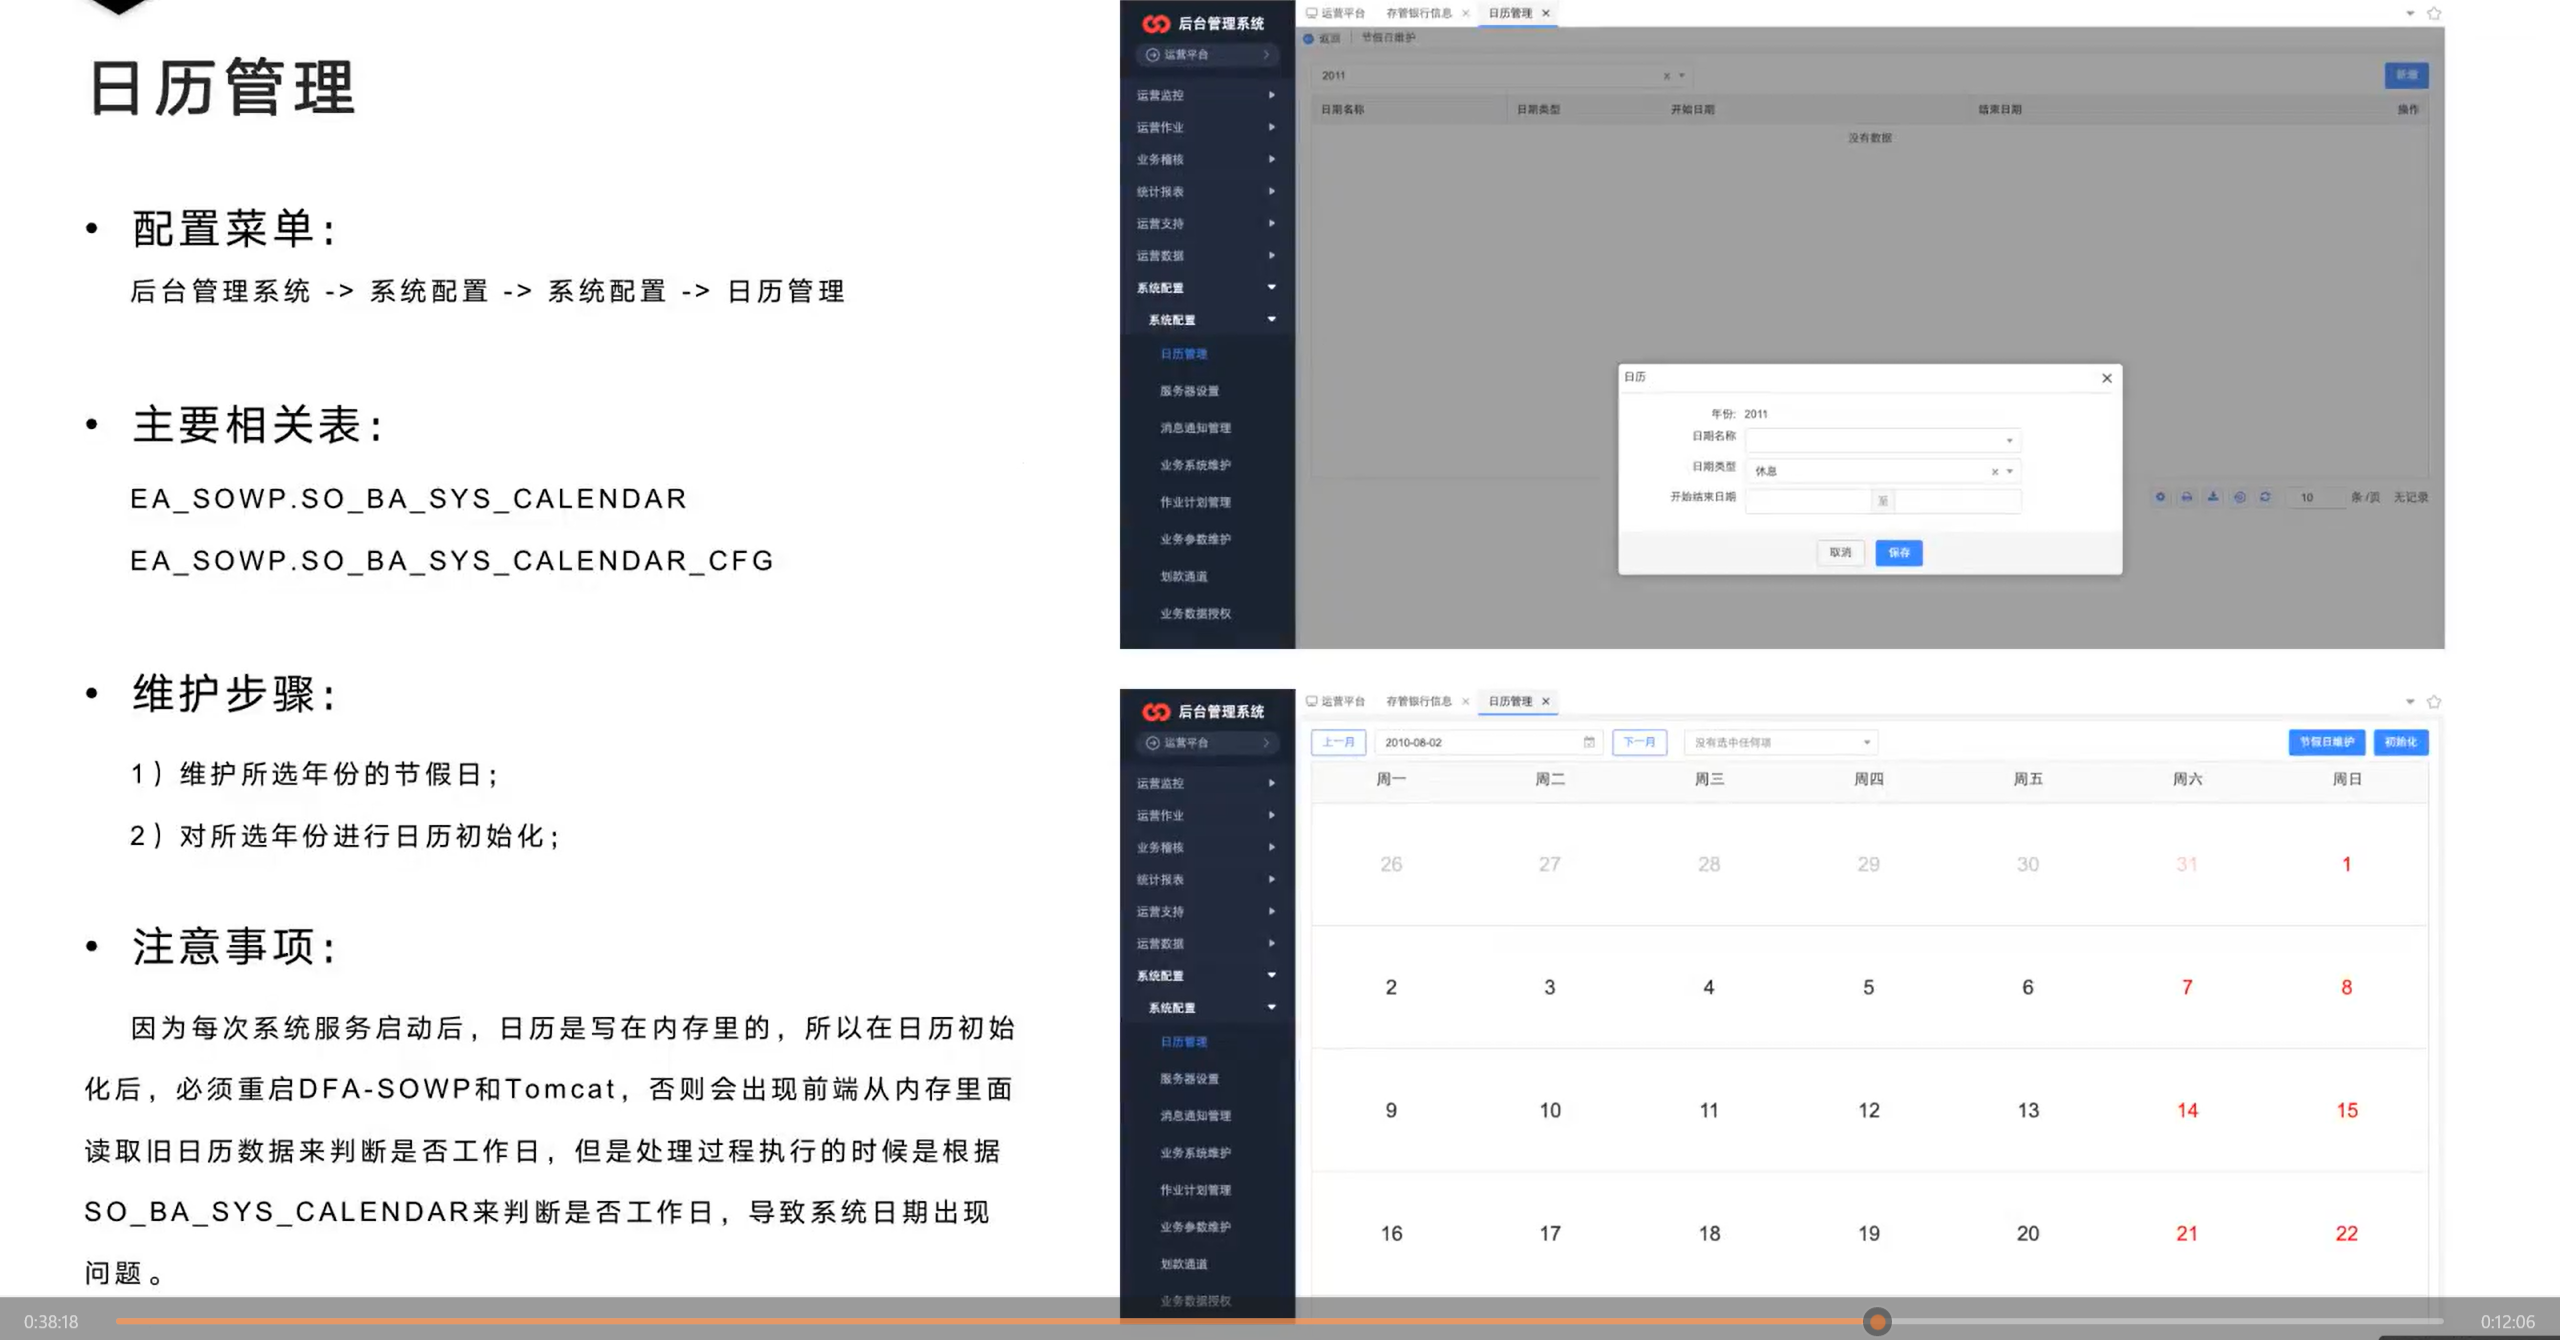 日历管理
• 配置菜单：
后台管理系统 -> 系统配置 -> 系统配置 -> 日历管理
• 主要相关表：
EA_SOWP.SO_BA_SYS_CALENDAR
EA_SOWP.SO_BA_SYS_CALENDAR_CFG
• 维护步骤：
1）维护所选年份的节假日；
2）对所选年份进行日历初始化；
• 注意事项：
因为每次系统服务启动后，日历是写在内存里的，所以在日历初始
化后，必须重启DFA-SOWP和Tomcat，否则会出现前端从内存里面
读取旧日历数据来判断是否工作日，但是处理过程执行的时候是根据
SO_BA_SYS_CALENDAR来判断是否工作日，导致系统日期出现
问题。
后台管理系统
运营平台
运营监控
运营作业
业务稽核
统计报表
运营支持
运营数据
系统配置
系统配置
日历管理
服务器设置
消息通知管理
业务系统维护
作业计划管理
业务参数维护
划款通道
业务数据授权
运营平台 存管银行信息 × 日历管理 ×
返回 节假日维护
2011 ×
新增
日期名称 日期类型 开始日期 结束日期 操作
没有数据
日历 ×
年份: 2011
日期名称
日期类型 休息 ×
开始结束日期 至
取消 保存
10 条/页 无记录
后台管理系统
运营平台
运营监控
运营作业
业务稽核
统计报表
运营支持
运营数据
系统配置
系统配置
日历管理
服务器设置
消息通知管理
业务系统维护
作业计划管理
业务参数维护
划款通道
业务数据授权
运营平台 存管银行信息 × 日历管理 ×
上一月 2010-08-02 下一月 没有选中任何项 节假日维护 初始化
周一 周二 周三 周四 周五 周六 周日
26 27 28 29 30 31 1
2 3 4 5 6 7 8
9 10 11 12 13 14 15
16 17 18 19 20 21 22
0:38:18 0:12:06